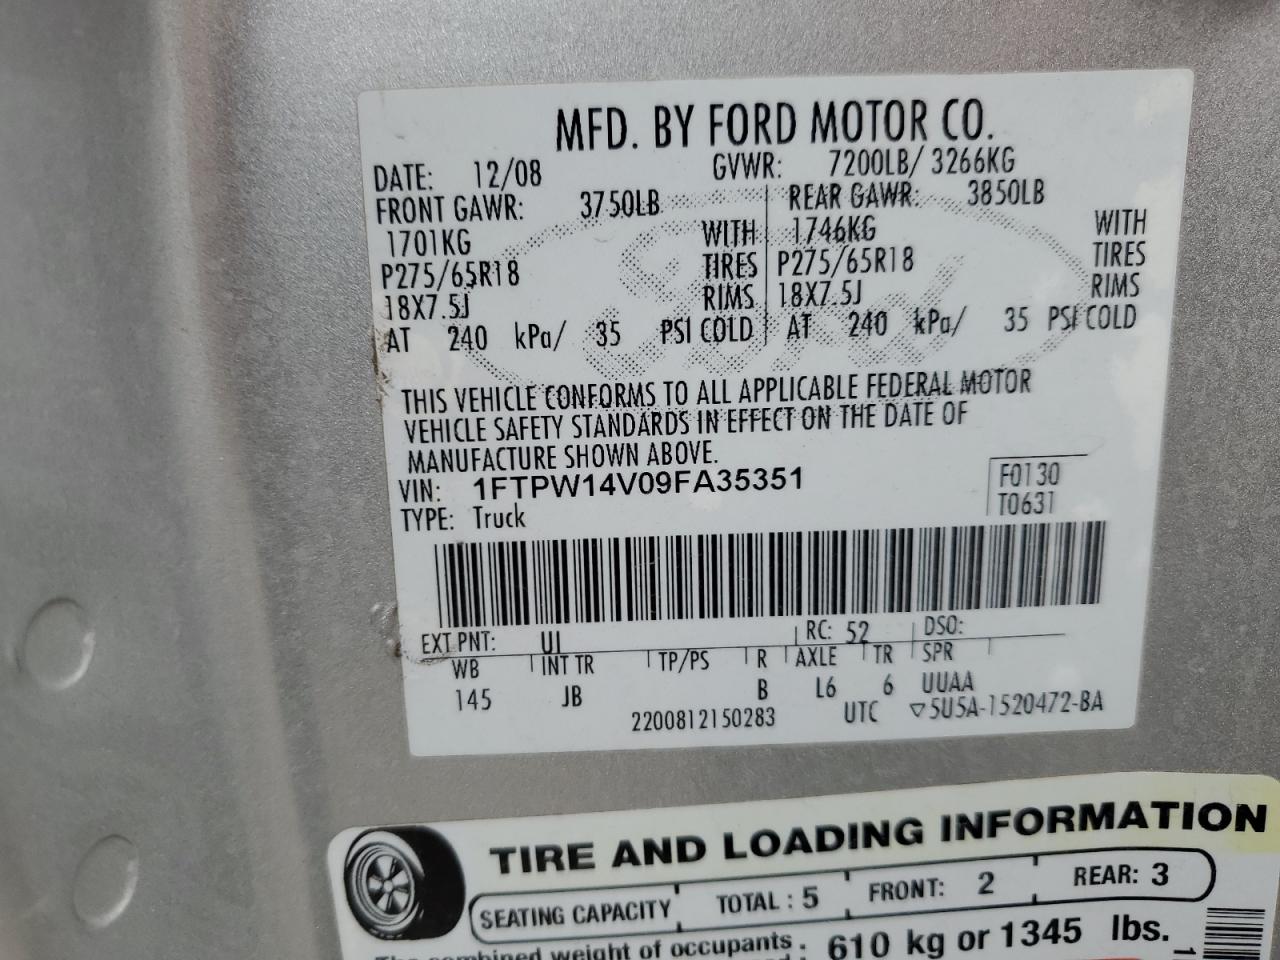 MFD. BY FORD MOTOR CO.
DATE: 12/08 GVWR: 7200LB/ 3266KG
FRONT GAWR: 3750LB REAR GAWR: 3850LB
1701KG WITH 1746KG WITH
P275/65R18 TIRES P275/65R18 TIRES
18X7.5J RIMS 18X7.5J RIMS
AT 240 kPa/ 35 PSI COLD AT 240 kPa/ 35 PSI COLD
THIS VEHICLE CONFORMS TO ALL APPLICABLE FEDERAL MOTOR
VEHICLE SAFETY STANDARDS IN EFFECT ON THE DATE OF
MANUFACTURE SHOWN ABOVE.
VIN: 1FTPW14V09FA35351 F0130
TYPE: Truck T0631
EXT PNT: UI RC: 52 DSO:
WB INT TR TP/PS R AXLE TR SPR
145 JB B L6 6 UUAA
2200812150283 UTC ▽5U5A-1520472-BA
TIRE AND LOADING INFORMATION
SEATING CAPACITY TOTAL : 5 FRONT: 2 REAR: 3
combined weight of occupants 610 kg or 1345 lbs.